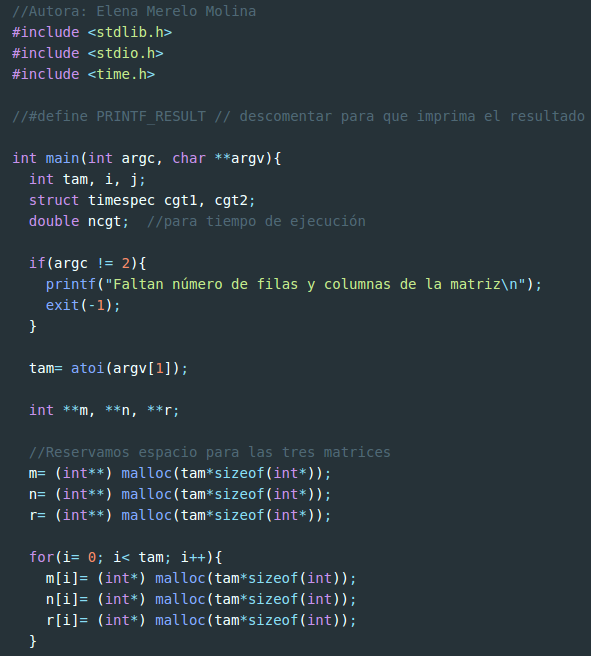 //Autora: Elena Merelo Molina
#include <stdlib.h>
#include <stdio.h>
#include <time.h>

//#define PRINTF_RESULT // descomentar para que imprima el resultado

int main(int argc, char **argv){
  int tam, i, j;
  struct timespec cgt1, cgt2;
  double ncgt;  //para tiempo de ejecución

  if(argc != 2){
    printf("Faltan número de filas y columnas de la matriz\n");
    exit(-1);
  }

  tam= atoi(argv[1]);

  int **m, **n, **r;

  //Reservamos espacio para las tres matrices
  m= (int**) malloc(tam*sizeof(int*));
  n= (int**) malloc(tam*sizeof(int*));
  r= (int**) malloc(tam*sizeof(int*));

  for(i= 0; i< tam; i++){
    m[i]= (int*) malloc(tam*sizeof(int));
    n[i]= (int*) malloc(tam*sizeof(int));
    r[i]= (int*) malloc(tam*sizeof(int));
  }